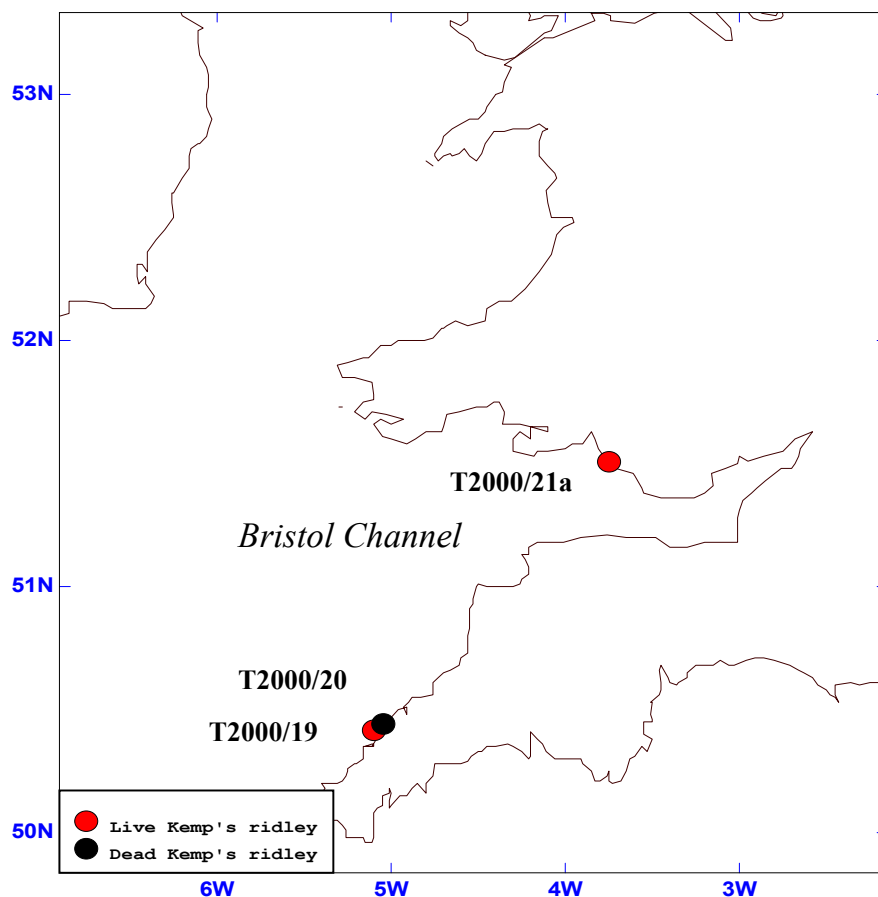 53N
52N
T2000/21a
Bristol Channel
51N
T2000/20
T2000/19
50N
Live Kemp's ridley
Dead Kemp's ridley
6W
5W
4W
3W